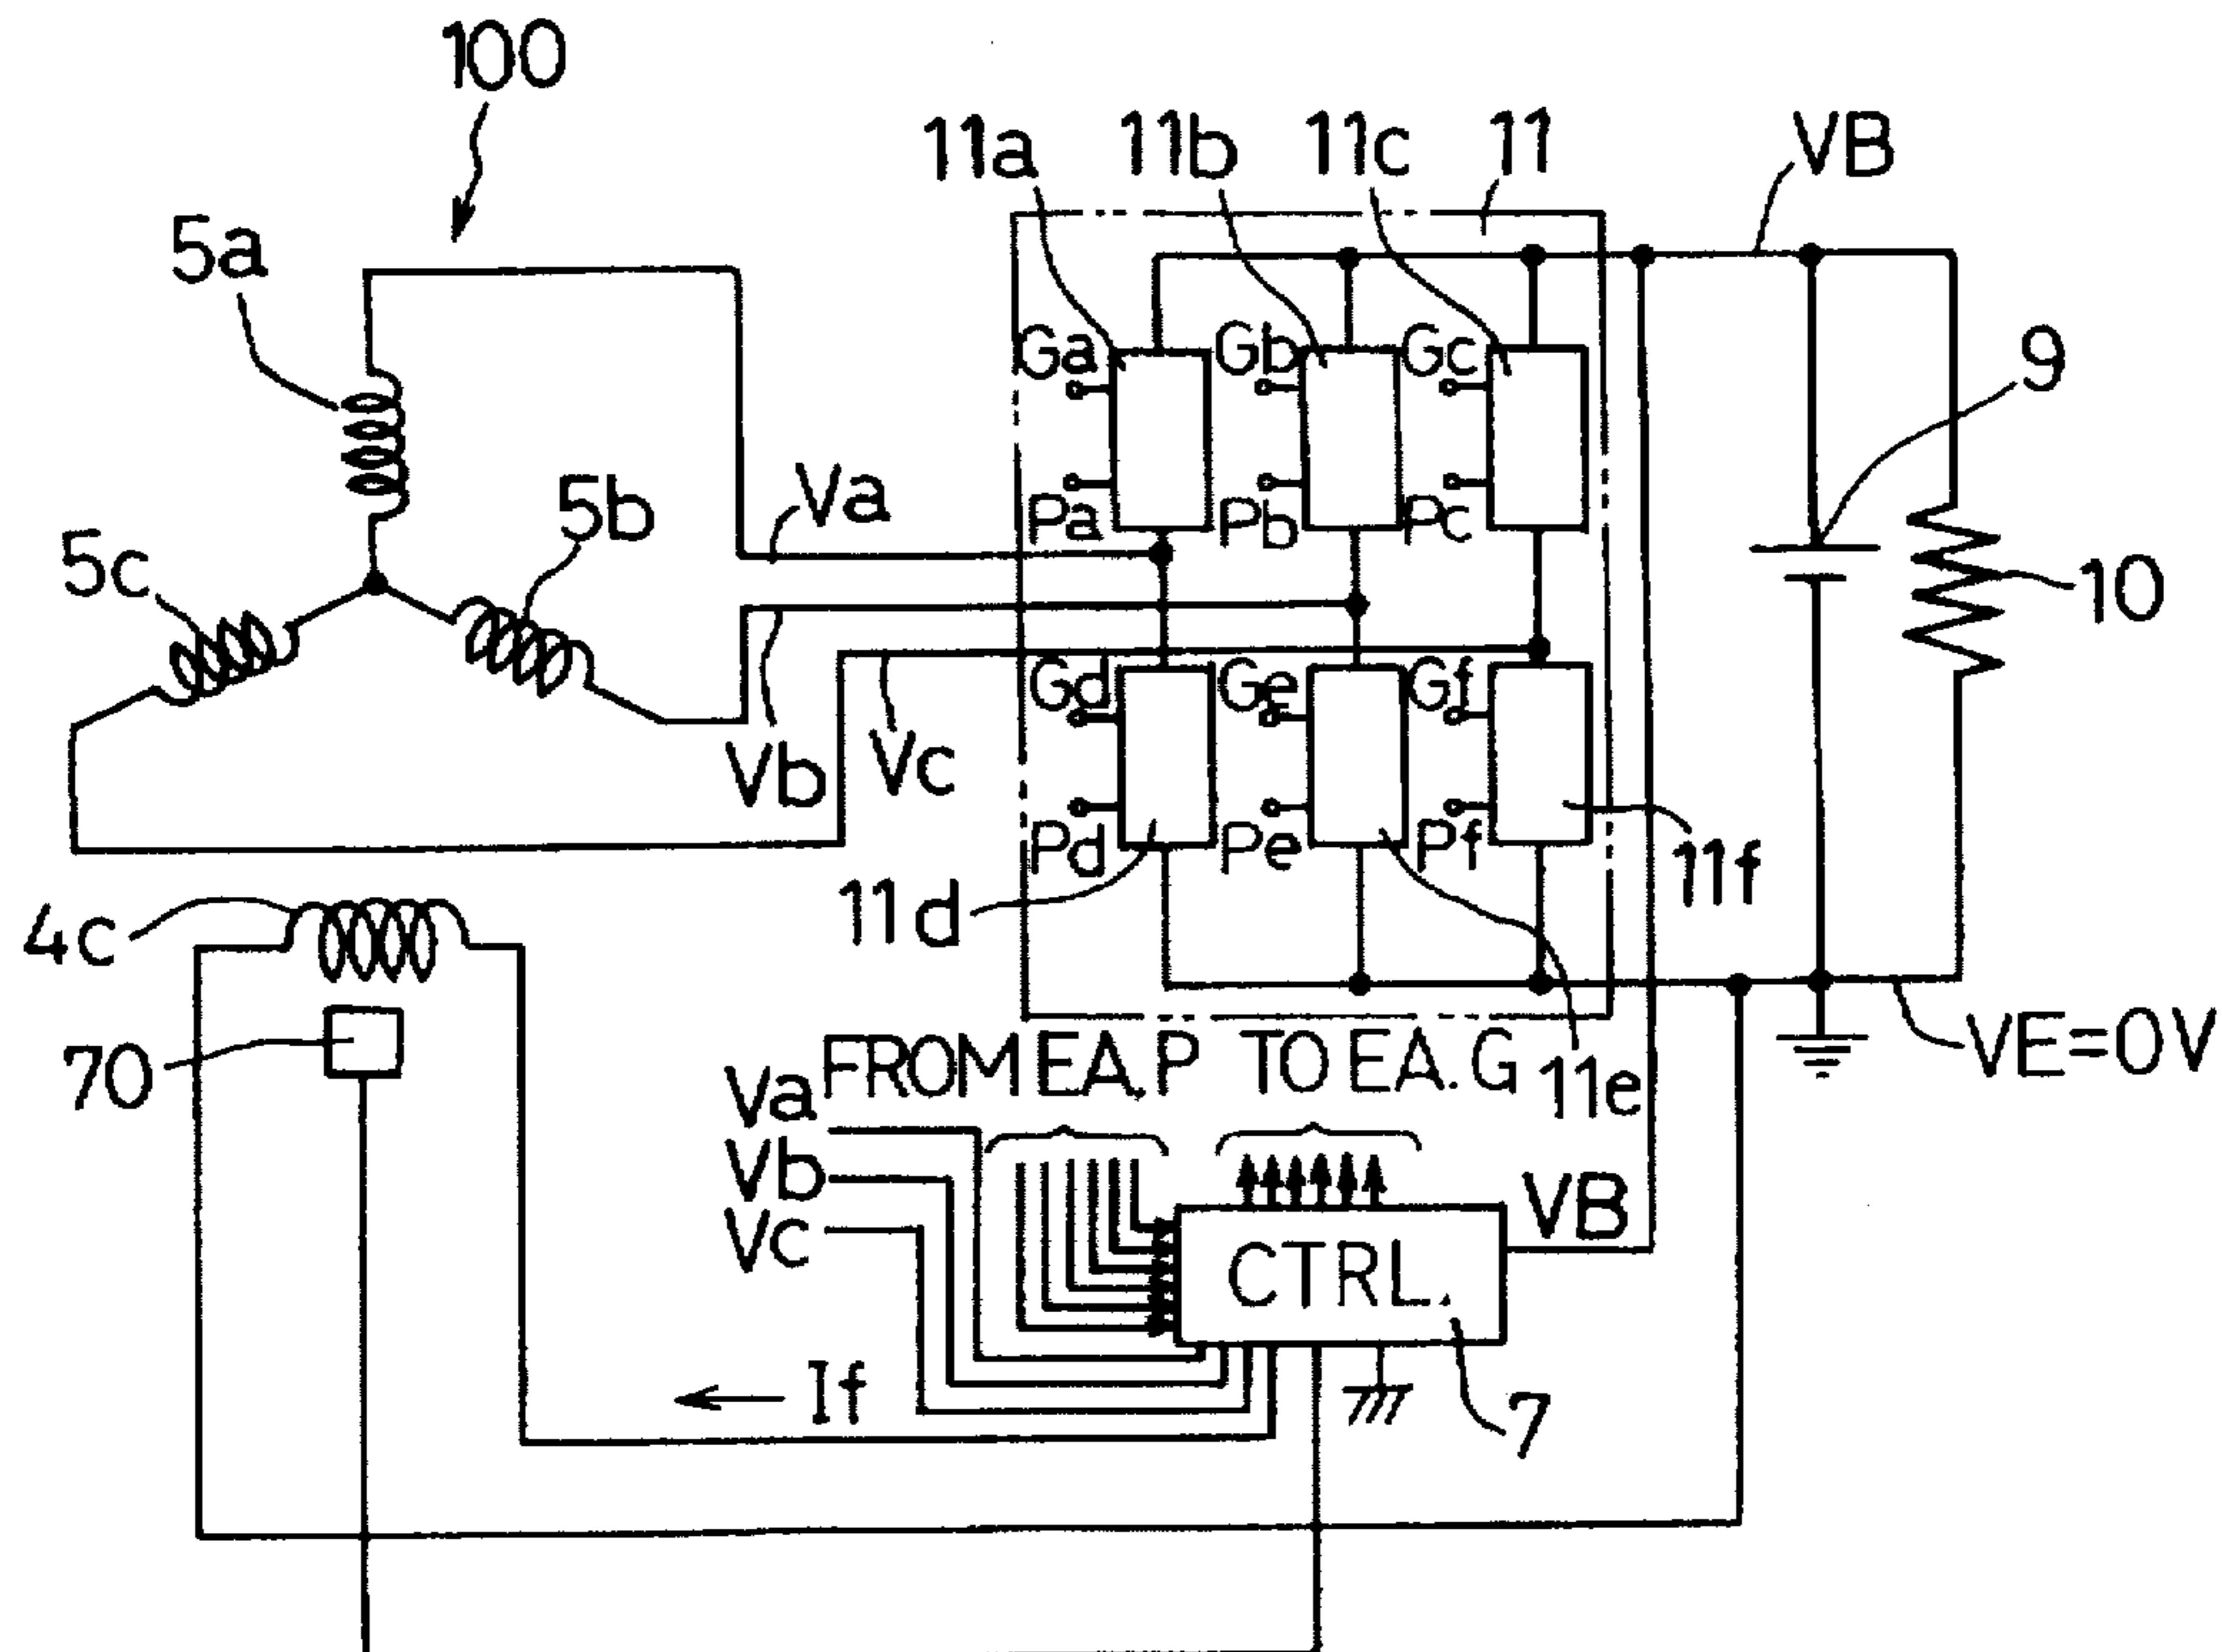 100
11a 11b 11c 11 VB
5a
Ga Gb Gc 9
Va 5b Pa Pb Pc
5c 10
Gd Ge Gf
Vb Vc
Pd Pe Pf 11f
4c 11d
70 FROM EA.P TO EA.G 11e VE=0V
Va
Vb VB
Vc CTRL.
If 7